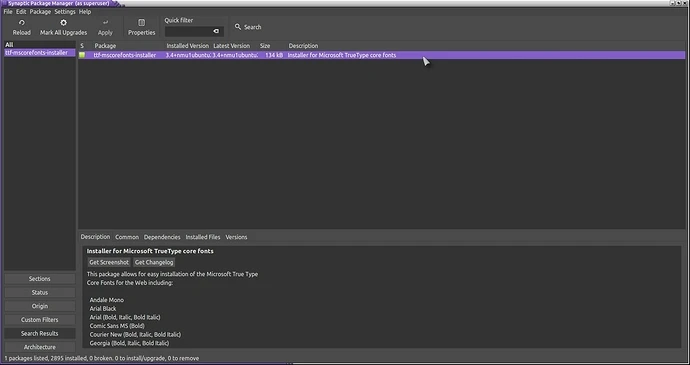 Synaptic Package Manager (as superuser)
File Edit Package Settings Help
Quick filter
Reload Mark All Upgrades Apply Properties Search
All
ttf-mscorefonts-installer
S Package Installed Version Latest Version Size Description
ttf-mscorefonts-installer 3.4+nmu1ubuntu. 3.4+nmu1ubuntu. 134 kB Installer for Microsoft TrueType core fonts
Description Common Dependencies Installed Files Versions
Installer for Microsoft TrueType core fonts
Get Screenshot Get Changelog
This package allows for easy installation of the Microsoft True Type
Core Fonts for the Web including:
Andale Mono
Arial Black
Arial (Bold, Italic, Bold Italic)
Comic Sans MS (Bold)
Courier New (Bold, Italic, Bold Italic)
Georgia (Bold, Italic, Bold Italic)
Sections
Status
Origin
Custom Filters
Search Results
Architecture
1 packages listed, 2895 installed, 0 broken. 0 to install/upgrade, 0 to remove